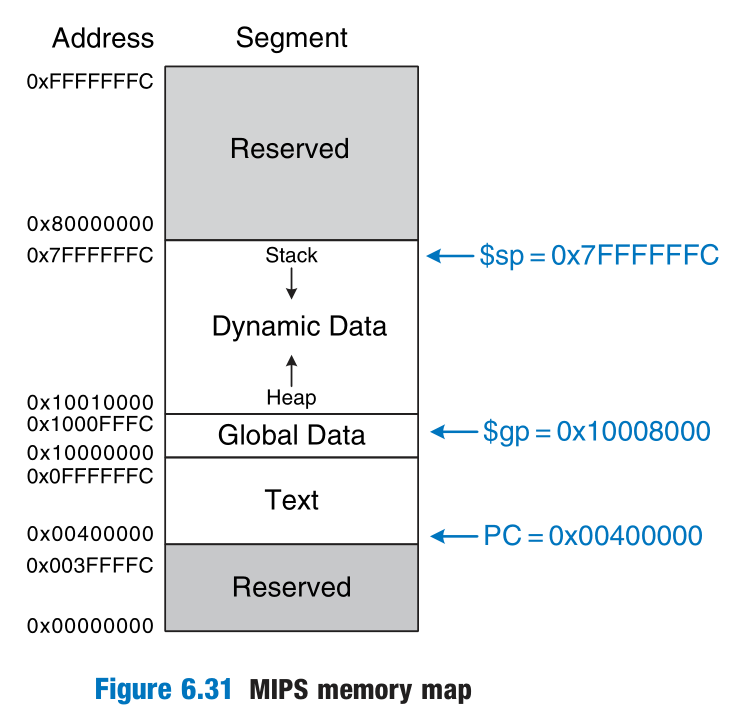 Address Segment
0xFFFFFFFC
Reserved
0x80000000
0x7FFFFFFC Stack $sp = 0x7FFFFFFC
Dynamic Data
Heap
0x10010000
0x1000FFFC
Global Data $gp = 0x10008000
0x10000000
0x0FFFFFFC
Text
0x00400000 PC = 0x00400000
0x003FFFFC
Reserved
0x00000000
Figure 6.31 MIPS memory map